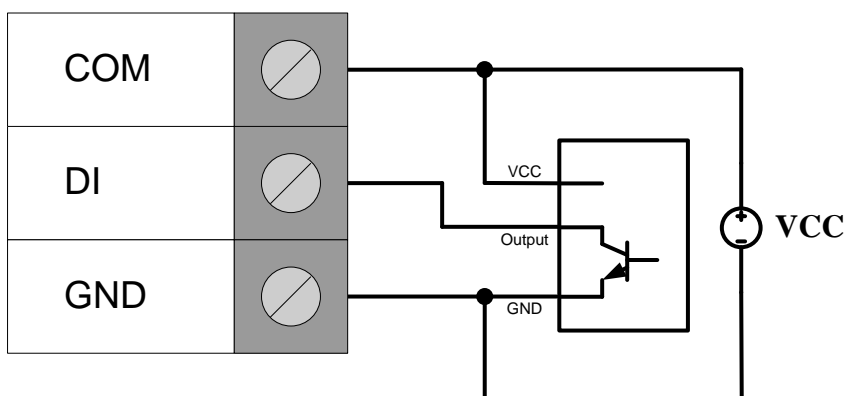 COM
VCC
DI
VCC
Output
GND
GND